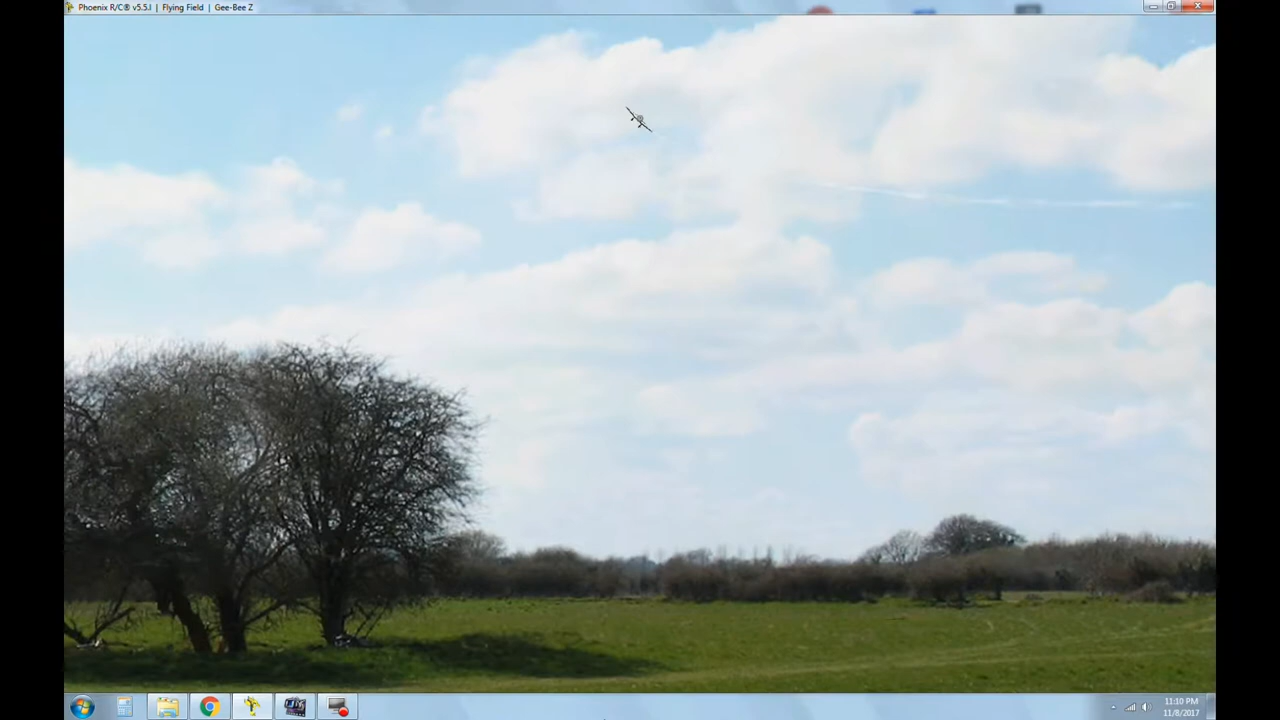 Phoenix R/C® v5.5.l | Flying Field | Gee-Bee Z
11:10 PM
11/8/2017